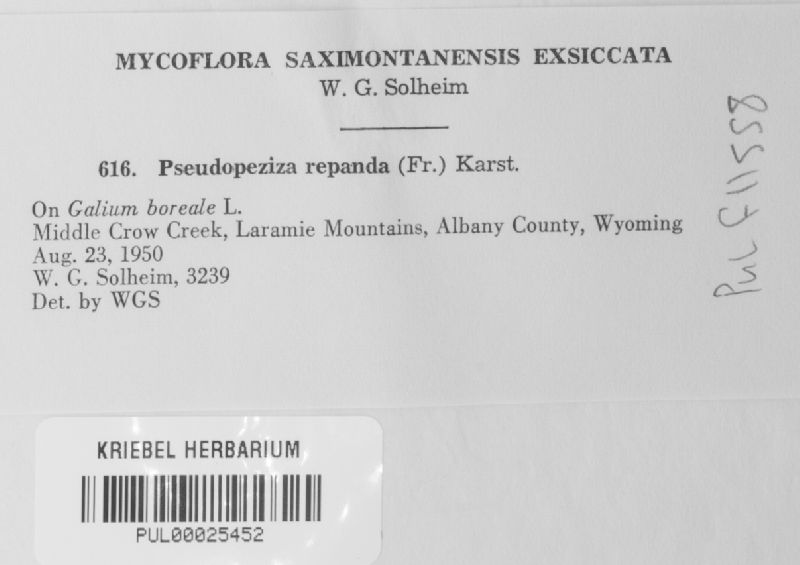 MYCOFLORA SAXIMONTANENSIS EXSICCATA
W. G. Solheim
616. Pseudopeziza repanda (Fr.) Karst.
On Galium boreale L.
Middle Crow Creek, Laramie Mountains, Albany County, Wyoming
Aug. 23, 1950
W. G. Solheim, 3239
Det. by WGS
PUL F11558
KRIEBEL HERBARIUM
PUL00025452